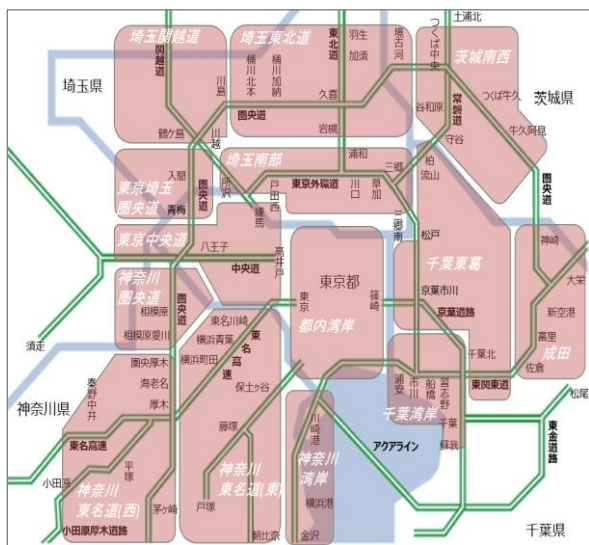 土浦北
つくば中央
埼玉関越道
関越道
埼玉東北道
東北道
羽生
加須
境古河
茨城南西
埼玉県
川島
桶川北本
桶川加納
久喜
圏央道
岩槻
谷和原
常磐道
つくば牛久
茨城県
牛久阿見
守谷
鶴ヶ島
川越
埼玉南部
浦和
三郷
柏
流山
入間
東京埼玉
圏央道
圏央道
青梅
所沢
戸田西
東京外環道
川口
草加
練馬
三郷南
松戸
圏央道
神崎
東京中央道
八王子
中央道
高井戸
千葉東葛
大栄
神奈川
圏央道
圏央道
東京都
東京
篠崎
都内湾岸
京葉市川
京葉道路
新空港
相模原
相模原愛川
東名川崎
横浜青葉
横浜町田
東名高速
富里
成田
佐倉
須走
圏央厚木
海老名
厚木
秦野中井
保土ヶ谷
千葉北
東関東道
浦安
市川
船橋
習志野
千葉湾岸
松尾
神奈川県
東名高速
藤塚
川崎港
千葉
蘇我
東金道路
アクアライン
小田原
平塚
神奈川
東名道(西)
神奈川
東名道(東)
神奈川
湾岸
戸塚
横浜港
茅ヶ崎
小田原厚木道路
朝比奈
金沢
千葉県